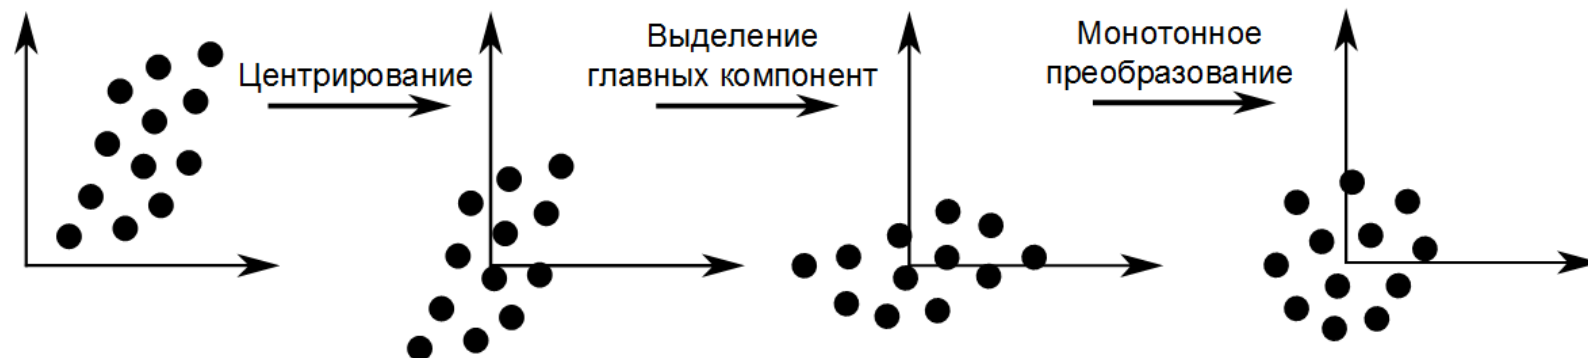 Центрирование
Выделение
главных компонент
Монотонное
преобразование